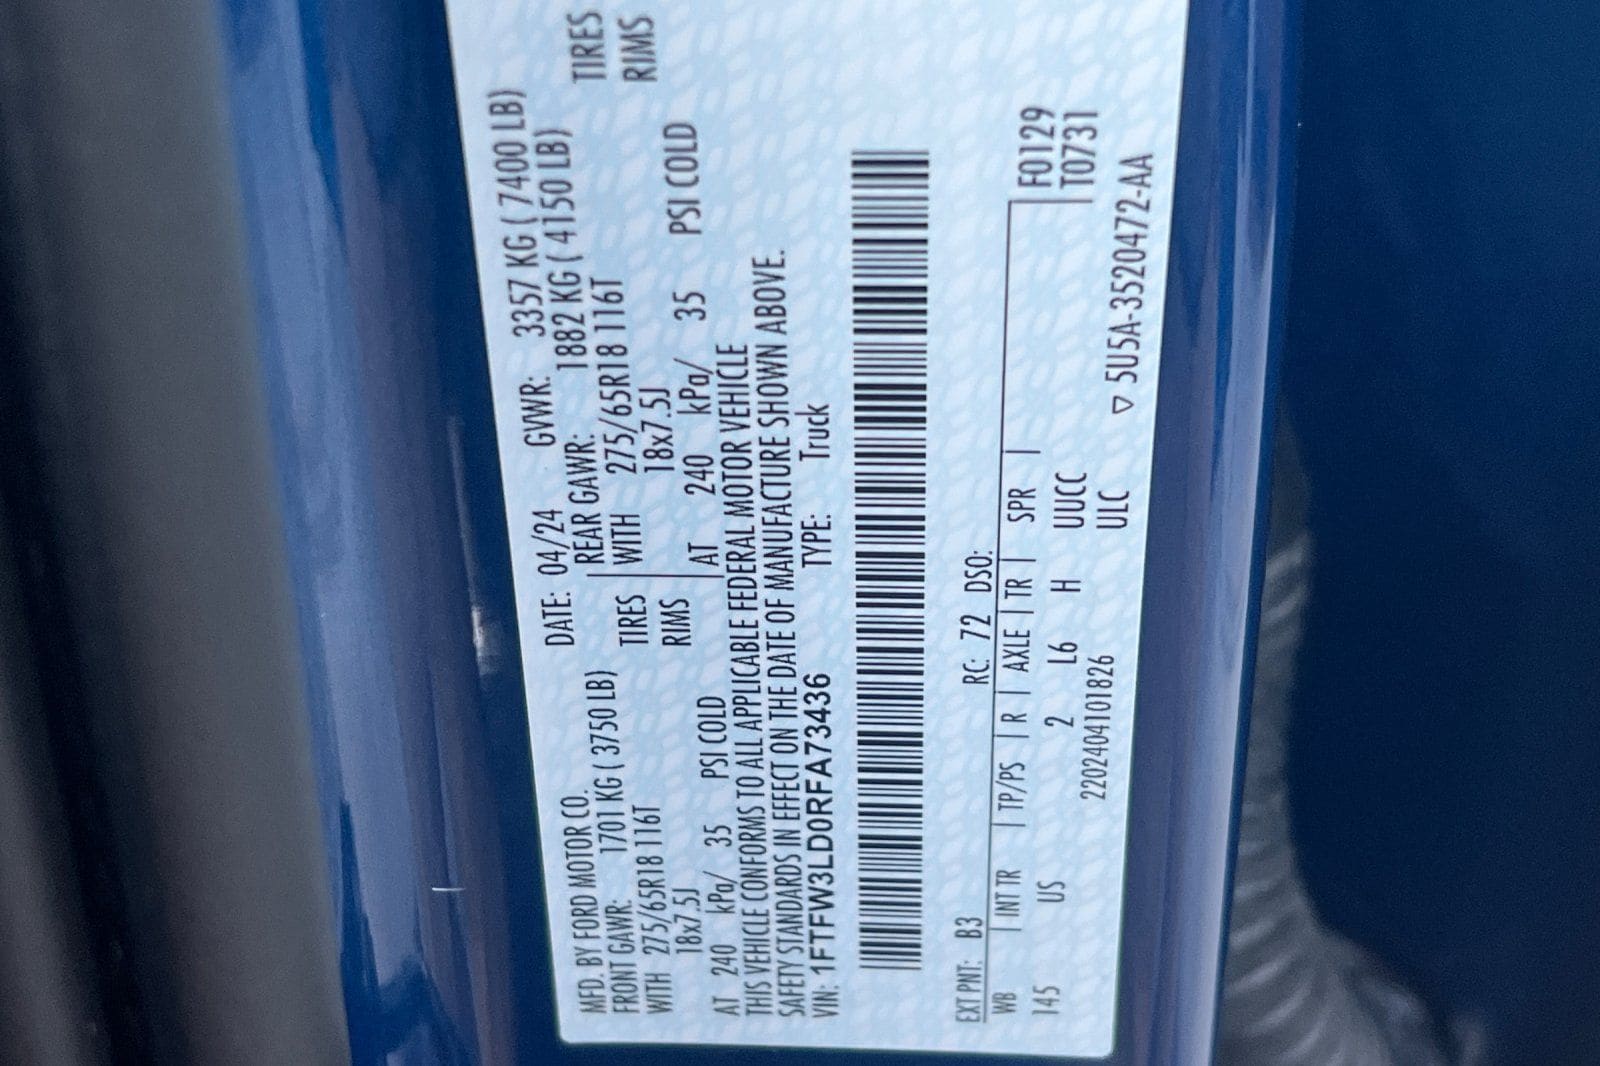 MFD. BY FORD MOTOR CO. DATE: 04/24 GVWR: 3357 KG ( 7400 LB)
FRONT GAWR: 1701 KG ( 3750 LB) REAR GAWR: 1882 KG ( 4150 LB)
WITH 275/65R18 116T TIRES WITH 275/65R18 116T TIRES
18x7.5J RIMS 18x7.5J RIMS
AT 240 kPa/ 35 PSI COLD AT 240 kPa/ 35 PSI COLD
THIS VEHICLE CONFORMS TO ALL APPLICABLE FEDERAL MOTOR VEHICLE
SAFETY STANDARDS IN EFFECT ON THE DATE OF MANUFACTURE SHOWN ABOVE.
VIN: 1FTFW3LD0RFA73436 TYPE: Truck
EXT PNT: B3 RC: 72 DSO:
WB | INT TR | TP/PS | R | AXLE | TR | SPR | F0129
145 US 2 L6 H UUCC T0731
2202404101826 ULC ▽ 5U5A-3520472-AA